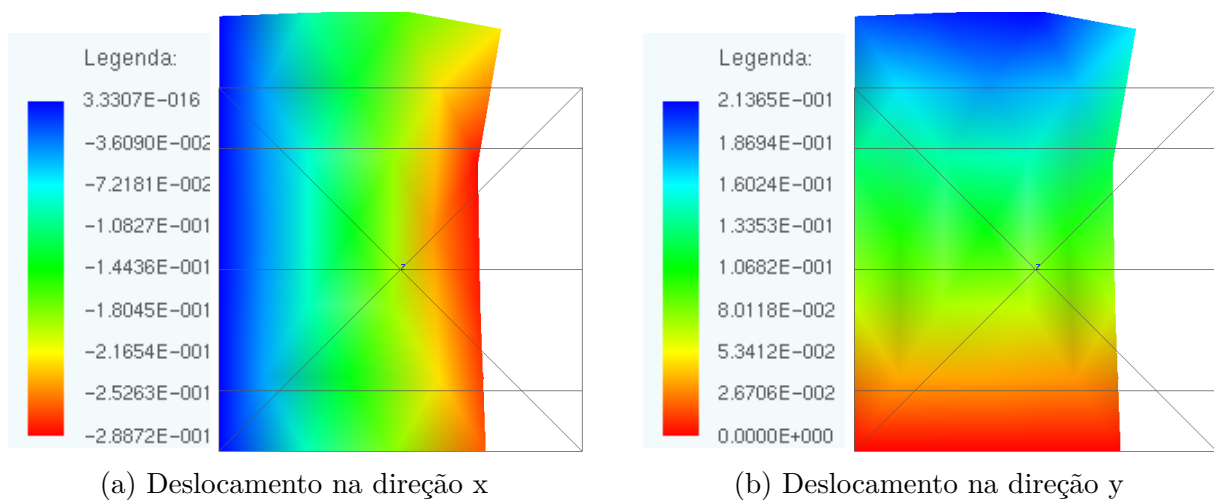 Legenda:
3.3307E-016
-3.6090E-002
-7.2181E-002
-1.0827E-001
-1.4436E-001
-1.8045E-001
-2.1654E-001
-2.5263E-001
-2.8872E-001
z
(a) Deslocamento na direção x
Legenda:
2.1365E-001
1.8694E-001
1.6024E-001
1.3353E-001
1.0682E-001
8.0118E-002
5.3412E-002
2.6706E-002
0.0000E+000
z
(b) Deslocamento na direção y